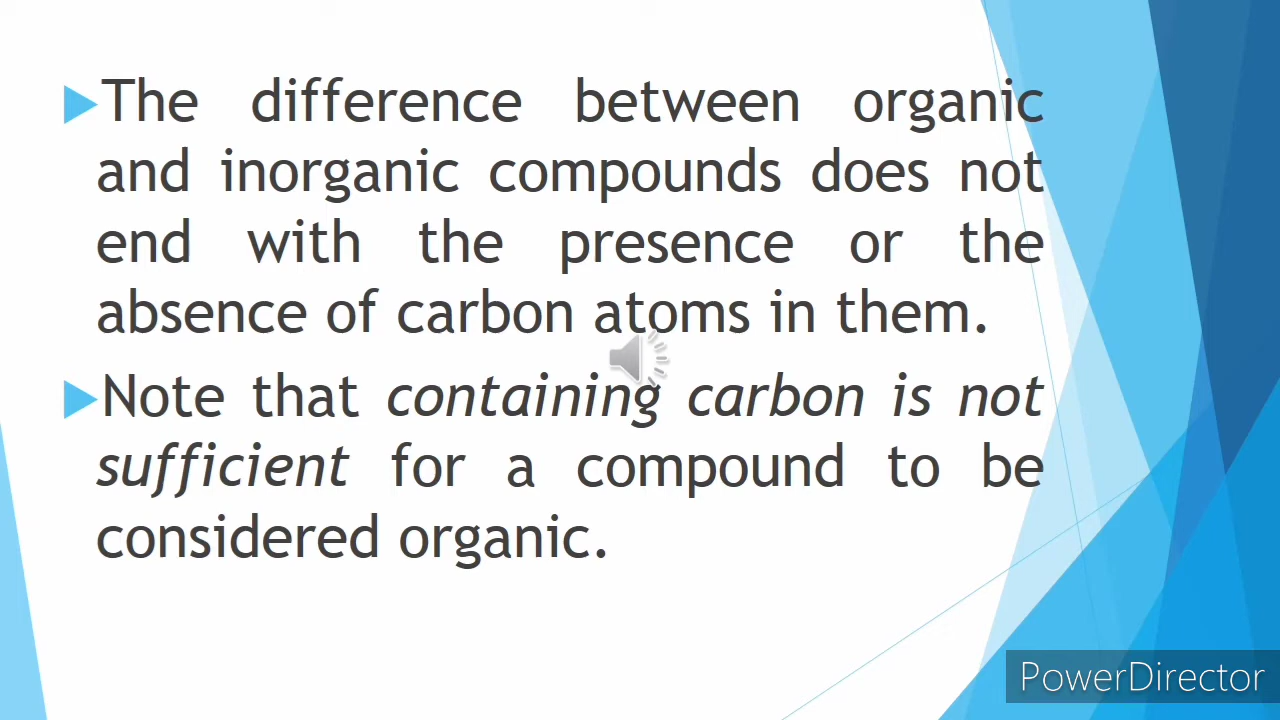 The difference between organic
and inorganic compounds does not
end with the presence or the
absence of carbon atoms in them.
Note that containing carbon is not
sufficient for a compound to be
considered organic.
PowerDirector